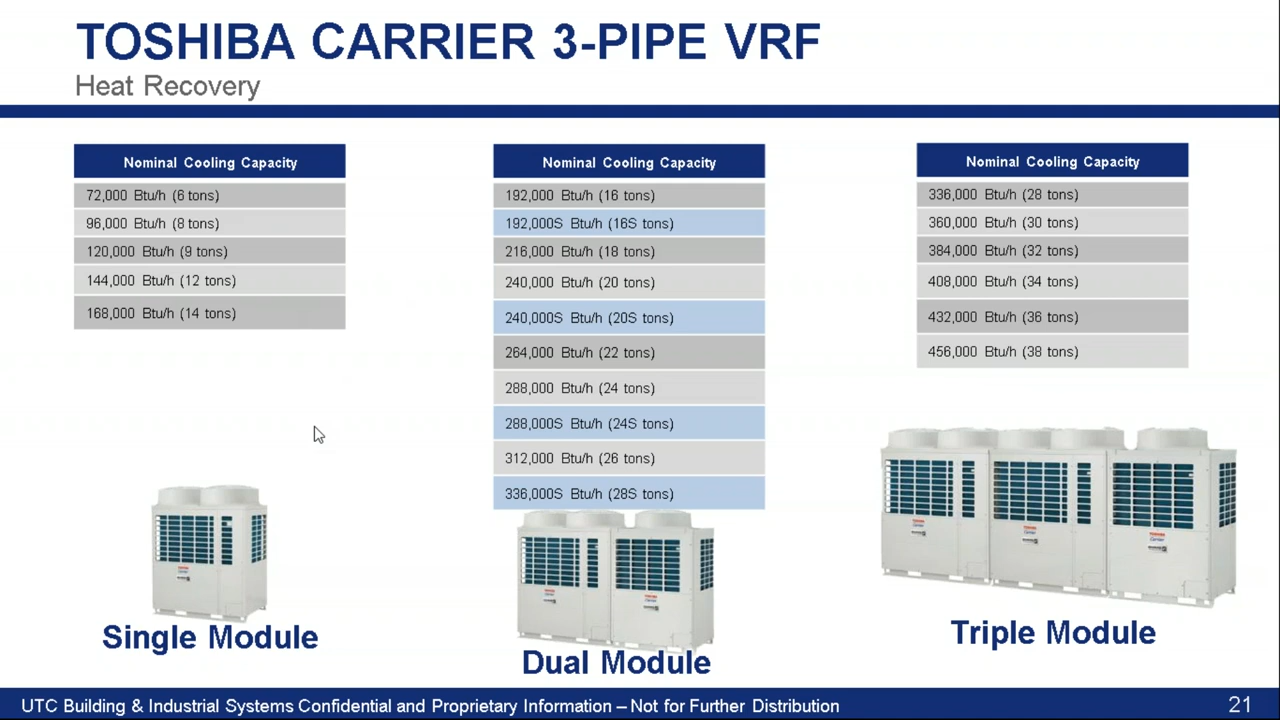 TOSHIBA CARRIER 3-PIPE VRF
Heat Recovery
Nominal Cooling Capacity
72,000 Btu/h (6 tons)
96,000 Btu/h (8 tons)
120,000 Btu/h (9 tons)
144,000 Btu/h (12 tons)
168,000 Btu/h (14 tons)
Single Module
Nominal Cooling Capacity
192,000 Btu/h (16 tons)
192,000S Btu/h (16S tons)
216,000 Btu/h (18 tons)
240,000 Btu/h (20 tons)
240,000S Btu/h (20S tons)
264,000 Btu/h (22 tons)
288,000 Btu/h (24 tons)
288,000S Btu/h (24S tons)
312,000 Btu/h (26 tons)
336,000S Btu/h (28S tons)
Dual Module
Nominal Cooling Capacity
336,000 Btu/h (28 tons)
360,000 Btu/h (30 tons)
384,000 Btu/h (32 tons)
408,000 Btu/h (34 tons)
432,000 Btu/h (36 tons)
456,000 Btu/h (38 tons)
TOSHIBA
Carrier
TOSHIBA
Carrier
TOSHIBA
Carrier
Triple Module
UTC Building & Industrial Systems Confidential and Proprietary Information – Not for Further Distribution
21